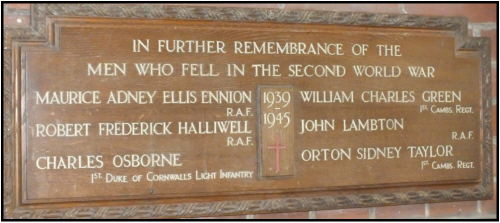 IN FURTHER REMEMBRANCE OF THE
MEN WHO FELL IN THE SECOND WORLD WAR
MAURICE ADNEY ELLIS ENNION
R.A.F.
ROBERT FREDERICK HALLIWELL
R.A.F.
CHARLES OSBORNE
1ST. DUKE OF CORNWALLS LIGHT INFANTRY
1939
1945
WILLIAM CHARLES GREEN
1ST. CAMBS. REGT.
JOHN LAMBTON
R.A.F.
ORTON SIDNEY TAYLOR
1ST. CAMBS. REGT.